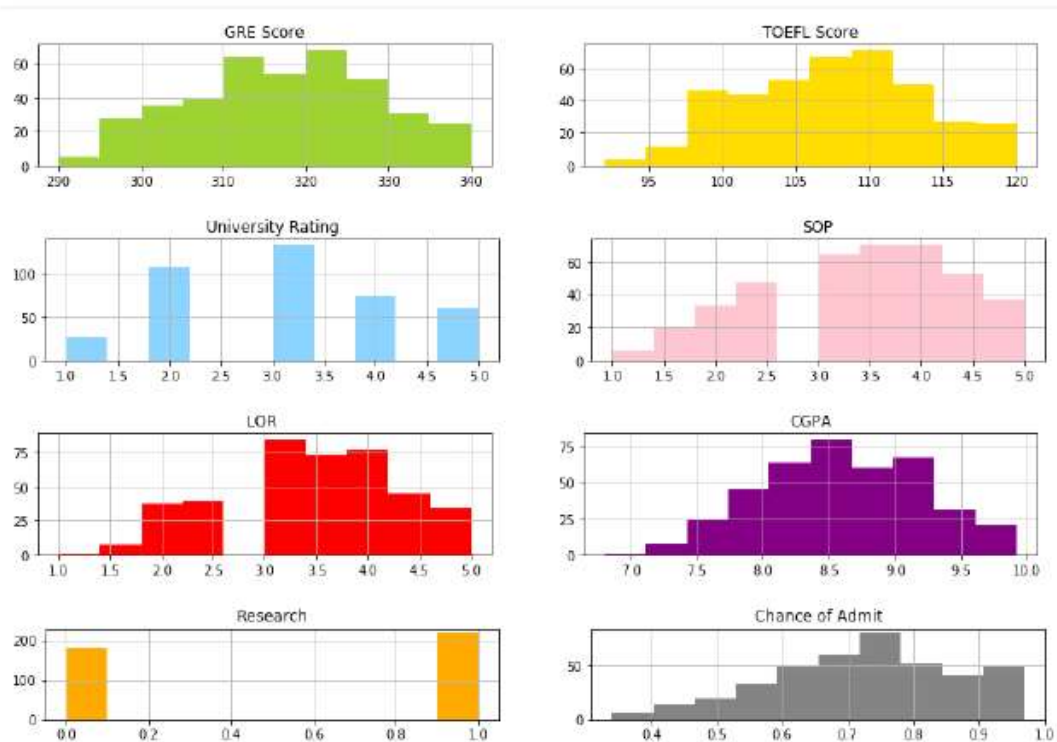 GRE Score
60
40
20
0
290 300 310 320 330 340
TOEFL Score
60
40
20
0
95 100 105 110 115 120
University Rating
100
50
0
1.0 1.5 2.0 2.5 3.0 3.5 4.0 4.5 5.0
SOP
60
40
20
0
1.0 1.5 2.0 2.5 3.0 3.5 4.0 4.5 5.0
LOR
75
50
25
0
1.0 1.5 2.0 2.5 3.0 3.5 4.0 4.5 5.0
CGPA
75
50
25
0
7.0 7.5 8.0 8.5 9.0 9.5 10.0
Research
200
100
0
0.0 0.2 0.4 0.6 0.8 1.0
Chance of Admit
50
0
0.4 0.5 0.6 0.7 0.8 0.9 1.0